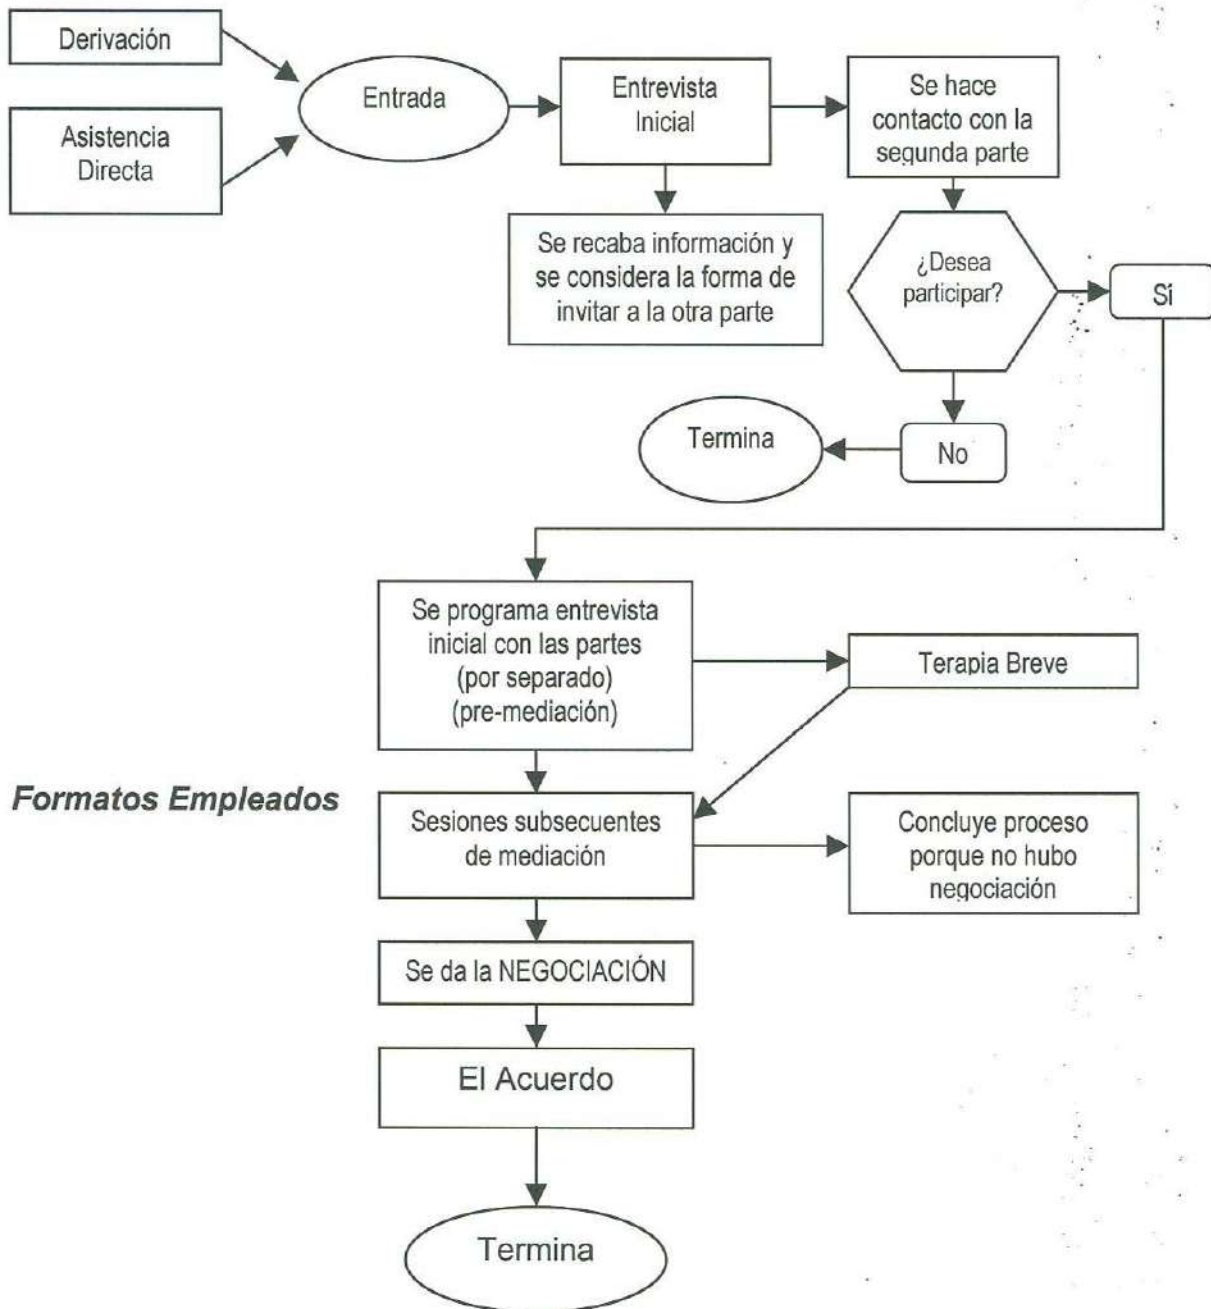 Derivación
Asistencia
Directa
Entrada
Entrevista
Inicial
Se hace
contacto con la
segunda parte
Se recaba información y
se considera la forma de
invitar a la otra parte
¿Desea
participar?
Si
No
Termina
Se programa entrevista
inicial con las partes
(por separado)
(pre-mediación)
Terapia Breve
Formatos Empleados
Sesiones subsecuentes
de mediación
Concluye proceso
porque no hubo
negociación
Se da la NEGOCIACIÓN
El Acuerdo
Termina